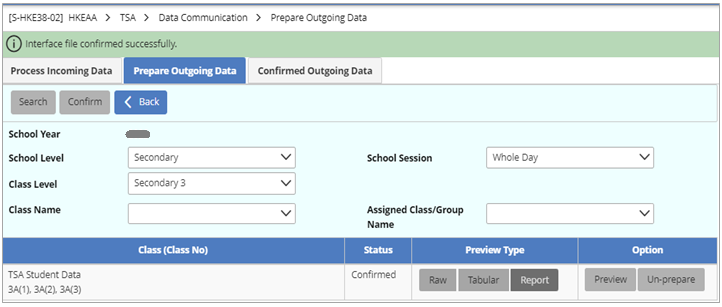 [S-HKE38-02] HKEAA > TSA > Data Communication > Prepare Outgoing Data
Interface file confirmed successfully.
Process Incoming Data Prepare Outgoing Data Confirmed Outgoing Data
Search Confirm Back
School Year
School Level Secondary School Session Whole Day
Class Level Secondary 3
Class Name Assigned Class/Group
Name
Class (Class No) Status Preview Type Option
TSA Student Data Confirmed Raw Tabular Report Preview Un-prepare
3A(1), 3A(2), 3A(3)